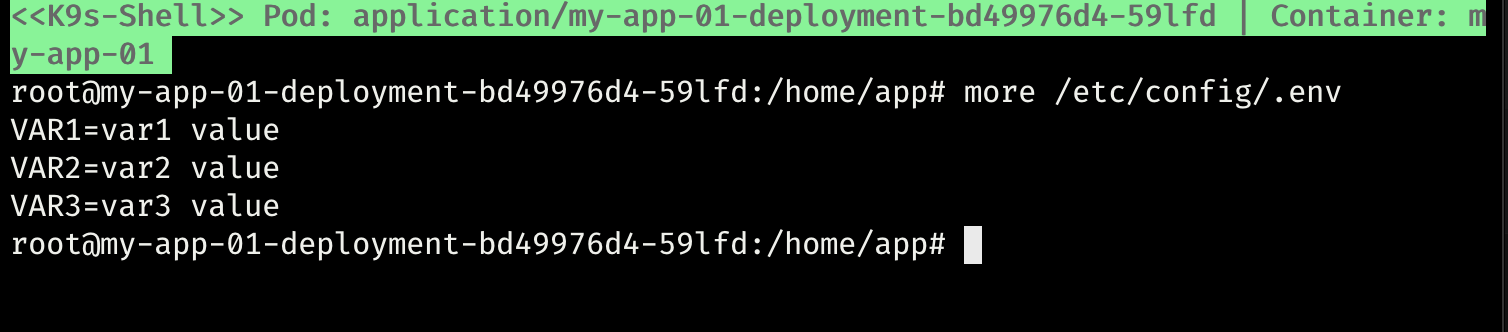 <<K9s-Shell>> Pod: application/my-app-01-deployment-bd49976d4-59lfd | Container: m
y-app-01
root@my-app-01-deployment-bd49976d4-59lfd:/home/app# more /etc/config/.env
VAR1=var1 value
VAR2=var2 value
VAR3=var3 value
root@my-app-01-deployment-bd49976d4-59lfd:/home/app#